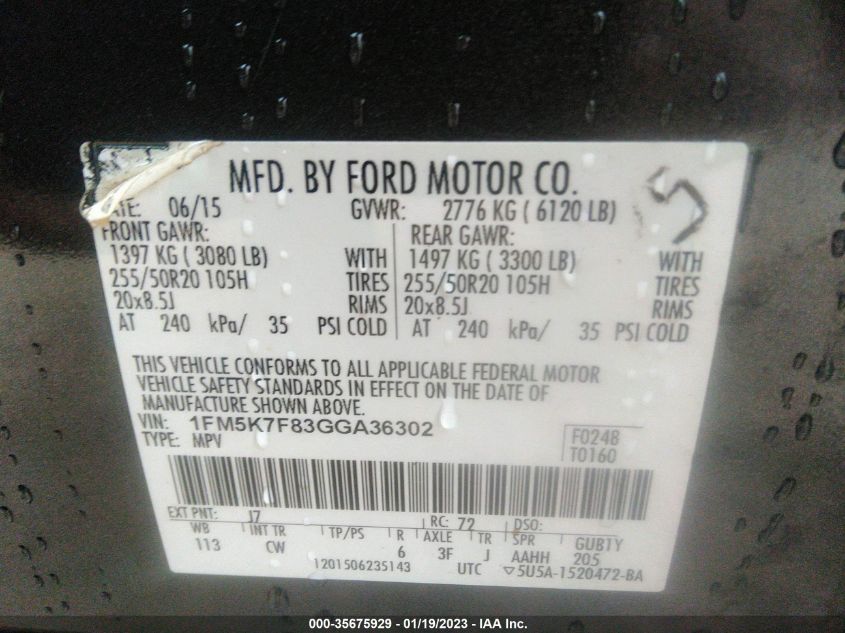 MFD. BY FORD MOTOR CO.
ATE: 06/15 GVWR: 2776 KG ( 6120 LB)
FRONT GAWR: REAR GAWR:
1397 KG ( 3080 LB) WITH 1497 KG ( 3300 LB) WITH
255/50R20 105H TIRES 255/50R20 105H TIRES
20x8.5J RIMS 20x8.5J RIMS
AT 240 kPa/ 35 PSI COLD AT 240 kPa/ 35 PSI COLD
THIS VEHICLE CONFORMS TO ALL APPLICABLE FEDERAL MOTOR
VEHICLE SAFETY STANDARDS IN EFFECT ON THE DATE OF
MANUFACTURE SHOWN ABOVE.
VIN: 1FM5K7F83GGA36302
TYPE: MPV
F0248
T0160
EXT PNT: J7 RC: 72 DSO:
WB INT TR TP/PS R AXLE TR SPR GUB1Y
113 CW 6 3F J AAHH 205
1201506235143 UTC ▽5U5A-1520472-BA
000-35675929 - 01/19/2023 - IAA Inc.